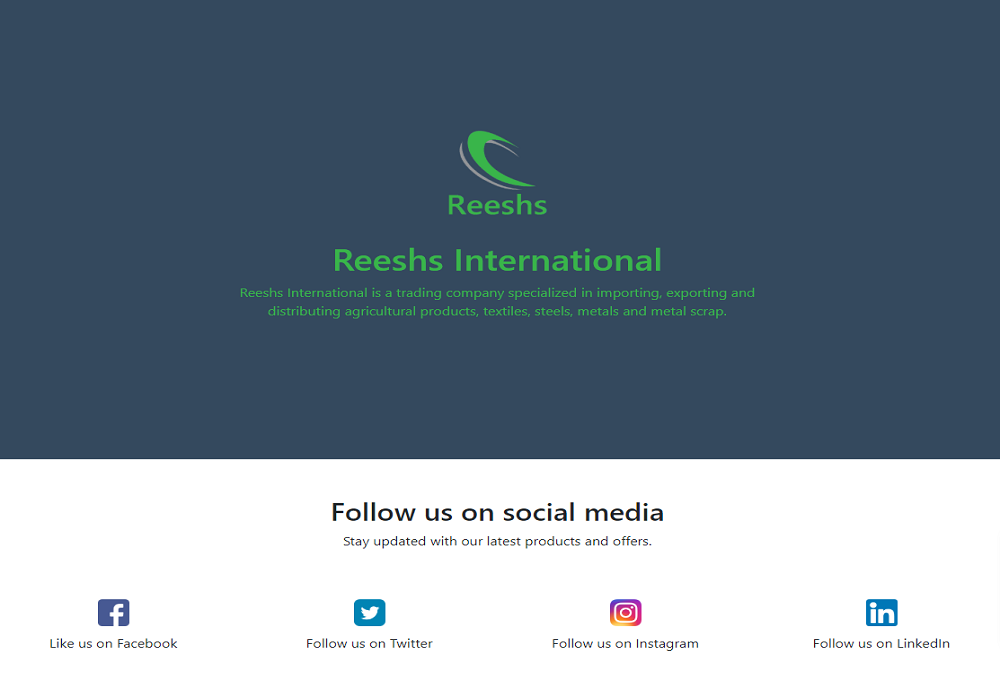 Reeshs
Reeshs International
Reeshs International is a trading company specialized in importing, exporting and
distributing agricultural products, textiles, steels, metals and metal scrap.
Follow us on social media
Stay updated with our latest products and offers.
Like us on Facebook
Follow us on Twitter
Follow us on Instagram
Follow us on LinkedIn